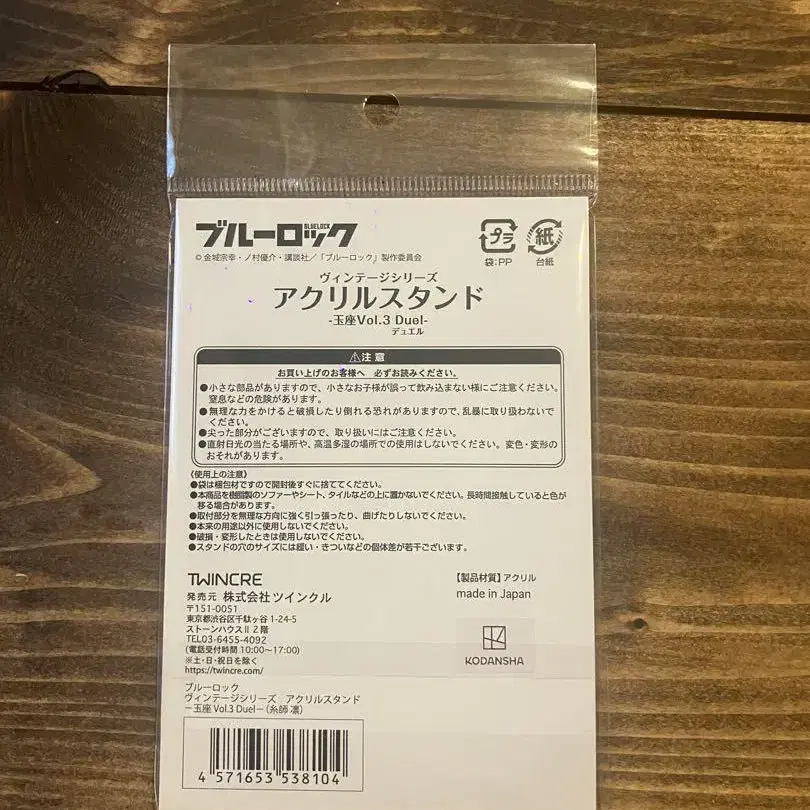 ブルーロック
BLUELOCK
© 金城宗幸・ノ村優介・講談社／「ブルーロック」製作委員会
プラ
袋:PP
紙
台紙
ヴィンテージシリーズ
アクリルスタンド
-玉座Vol.3 Duel-
デュエル
⚠注意
お買い上げのお客様へ 必ずお読みください。
●小さな部品がありますので、小さなお子様が誤って飲み込まない様にご注意ください。
窒息などの危険があります。
●無理な力をかけると破損したり倒れる恐れがありますので、乱暴に取り扱わないで
ください。
●尖った部分がございますので、取り扱いにはご注意ください。
●直射日光の当たる場所や、高温多湿の場所での使用はしないでください。変色・変形の
おそれがあります。
〈使用上の注意〉
●袋は梱包材ですので開封後すぐに捨ててください。
●本商品を樹脂製のソファーやシート、タイルなどの上に置かないでください。長時間接触していると色が
移る場合があります。
●取付部分を無理な方向に強く引っ張ったり、曲げたりしないでください。
●本来の用途以外に使用しないでください。
●破損・変形したときは使用しないでください。
●スタンドの穴のサイズには緩い・きついなどの個体差が若干ございます。
TWINCRE
発売元 株式会社ツインクル
〒151-0051
東京都渋谷区千駄ヶ谷1-24-5
ストーンハウスⅡ 2階
TEL03-6455-4092
(電話受付時間 10:00〜17:00)
※土・日・祝日を除く
https://twincre.com/
【製品材質】アクリル
made in Japan
KODANSHA
ブルーロック
ヴィンテージシリーズ アクリルスタンド
－玉座 Vol.3 Duel－(糸師 凛)
4 571653 538104